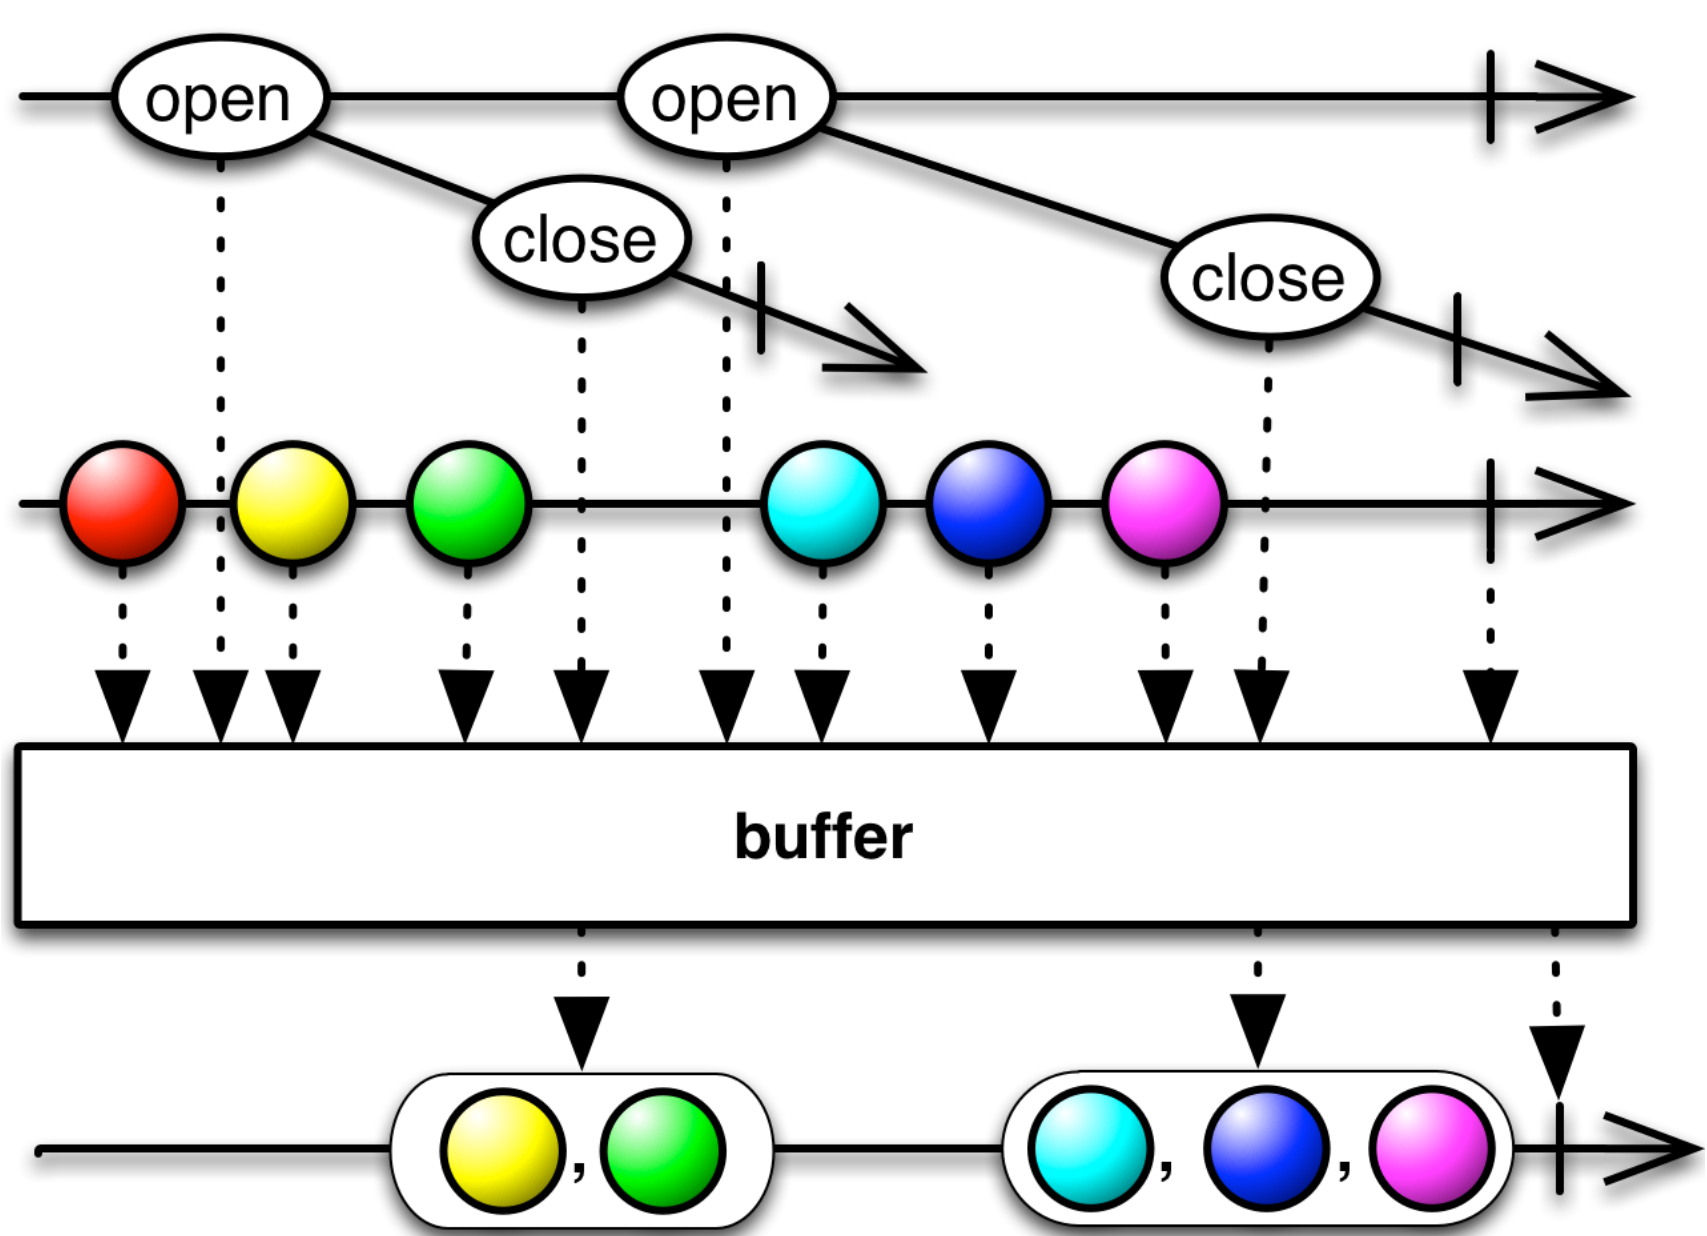 open open
close
close
buffer
, , ,